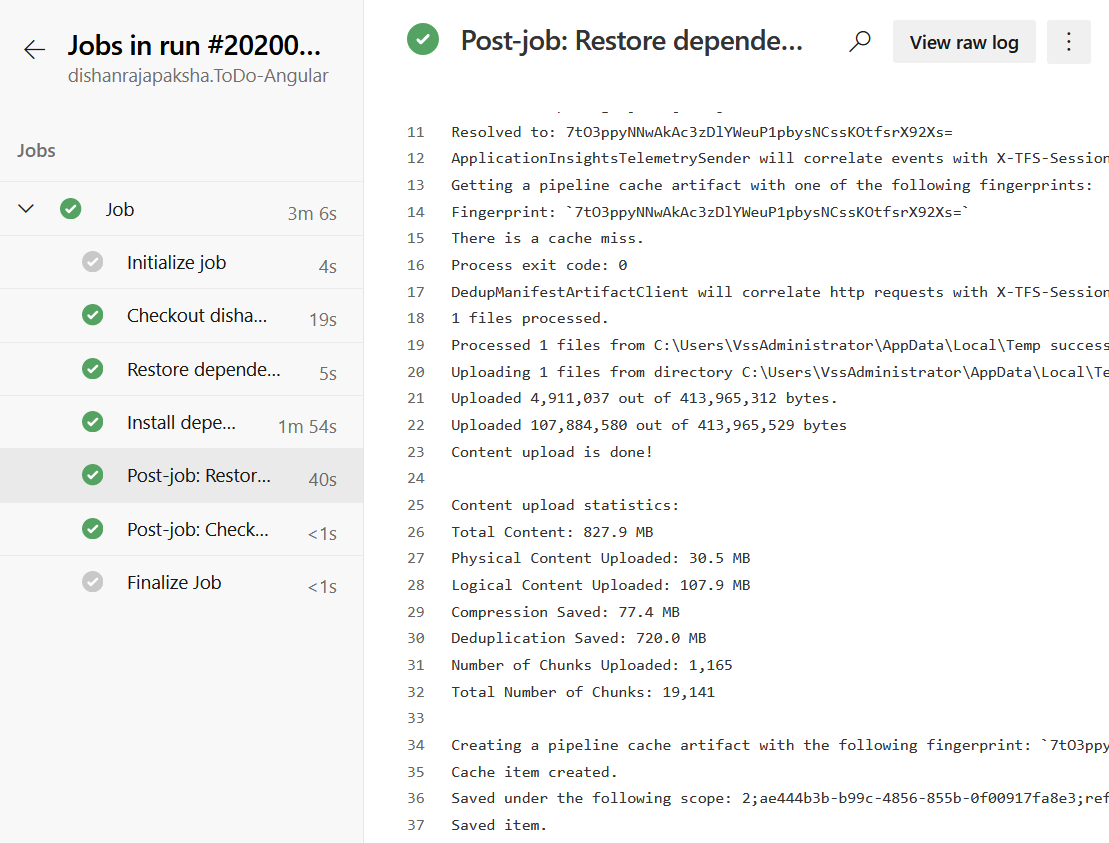 Jobs in run #20200...
dishanrajapaksha.ToDo-Angular
Jobs
Job 3m 6s
Initialize job 4s
Checkout disha... 19s
Restore depende... 5s
Install depe... 1m 54s
Post-job: Restor... 40s
Post-job: Check... <1s
Finalize Job <1s
Post-job: Restore depende...
View raw log
11 Resolved to: 7tO3ppyNNwAkAc3zDlYWeuP1pbysNCssKOtfsrX92Xs=
12 ApplicationInsightsTelemetrySender will correlate events with X-TFS-Session
13 Getting a pipeline cache artifact with one of the following fingerprints:
14 Fingerprint: `7tO3ppyNNwAkAc3zDlYWeuP1pbysNCssKOtfsrX92Xs=`
15 There is a cache miss.
16 Process exit code: 0
17 DedupManifestArtifactClient will correlate http requests with X-TFS-Session
18 1 files processed.
19 Processed 1 files from C:\Users\VssAdministrator\AppData\Local\Temp success
20 Uploading 1 files from directory C:\Users\VssAdministrator\AppData\Local\Te
21 Uploaded 4,911,037 out of 413,965,312 bytes.
22 Uploaded 107,884,580 out of 413,965,529 bytes
23 Content upload is done!
24
25 Content upload statistics:
26 Total Content: 827.9 MB
27 Physical Content Uploaded: 30.5 MB
28 Logical Content Uploaded: 107.9 MB
29 Compression Saved: 77.4 MB
30 Deduplication Saved: 720.0 MB
31 Number of Chunks Uploaded: 1,165
32 Total Number of Chunks: 19,141
33
34 Creating a pipeline cache artifact with the following fingerprint: `7tO3ppy
35 Cache item created.
36 Saved under the following scope: 2;ae444b3b-b99c-4856-855b-0f00917fa8e3;ref
37 Saved item.